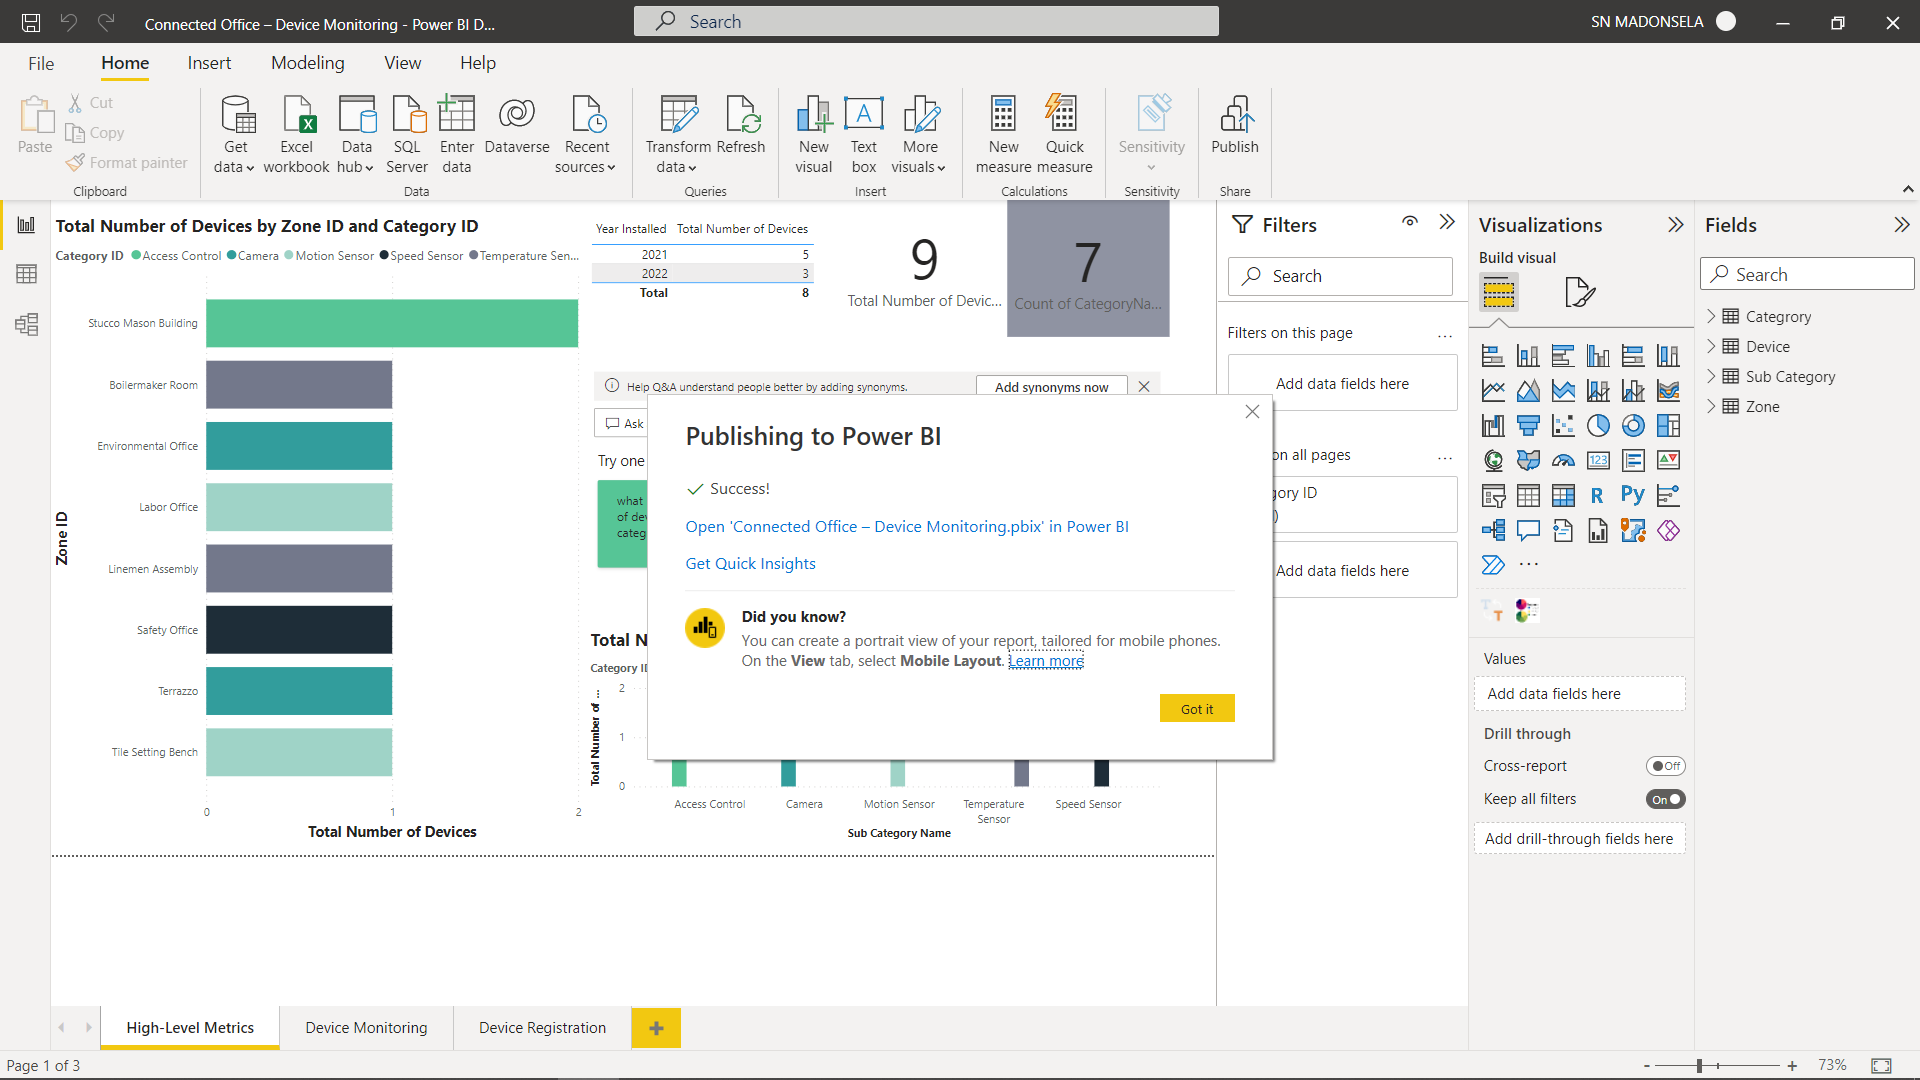 Connected Office – Device Monitoring - Power BI D...
Search
SN MADONSELA
File
Home
Insert
Modeling
View
Help
Paste
Cut
Copy
Format painter
Clipboard
Get data
Excel workbook
Data hub
SQL Server
Enter data
Dataverse
Recent sources
Data
Transform data
Refresh
Queries
New visual
Text box
More visuals
Insert
New measure
Quick measure
Calculations
Sensitivity
Sensitivity
Publish
Share
Total Number of Devices by Zone ID and Category ID
Category ID Access Control Camera Motion Sensor Speed Sensor Temperature Sen...
Zone ID
Stucco Mason Building
Boilermaker Room
Environmental Office
Labor Office
Linemen Assembly
Safety Office
Terrazzo
Tile Setting Bench
0 1 2
Total Number of Devices
Year Installed Total Number of Devices
2021 5
2022 3
Total 8
9
Total Number of Devic...
7
Count of CategoryNa...
Help Q&A understand people better by adding synonyms.
Add synonyms now
Ask
Try one
what
of dev
categ
Publishing to Power BI
Success!
Open 'Connected Office – Device Monitoring.pbix' in Power BI
Get Quick Insights
Did you know?
You can create a portrait view of your report, tailored for mobile phones.
On the View tab, select Mobile Layout. Learn more
Got it
Total N
Category ID
Total Number of ...
2
1
0
Access Control
Camera
Motion Sensor
Temperature Sensor
Speed Sensor
Sub Category Name
Filters
Search
Filters on this page
...
Add data fields here
on all pages
...
gory ID
)
Add data fields here
Visualizations
Build visual
123
R
Py
...
Values
Add data fields here
Drill through
Cross-report
Off
Keep all filters
On
Add drill-through fields here
Fields
Search
Categrory
Device
Sub Category
Zone
High-Level Metrics
Device Monitoring
Device Registration
Page 1 of 3
- + 73%